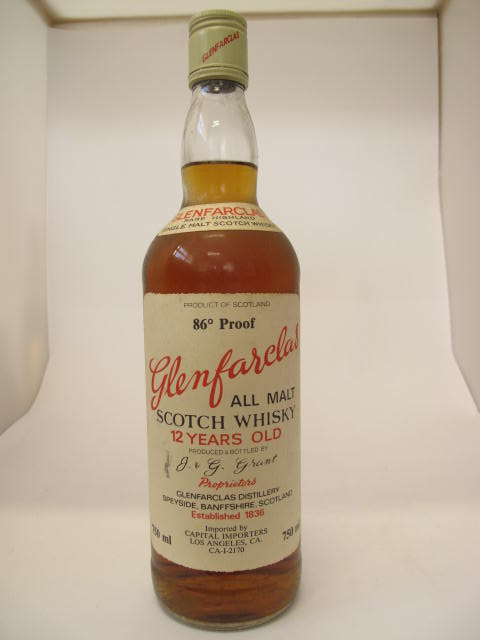 GLENFARCLAS
GLENFARCLAS
RARE HIGHLAND
SINGLE MALT SCOTCH WHISKY
PRODUCT OF SCOTLAND
86° Proof
Glenfarclas
ALL MALT
SCOTCH WHISKY
12 YEARS OLD
PRODUCED & BOTTLED BY
J. & G. Grant
Proprietors
GLENFARCLAS DISTILLERY
SPEYSIDE, BANFFSHIRE, SCOTLAND
Established 1836
750 ml
Imported by
CAPITAL IMPORTERS
LOS ANGELES, CA.
CA-I-2170
750 ml